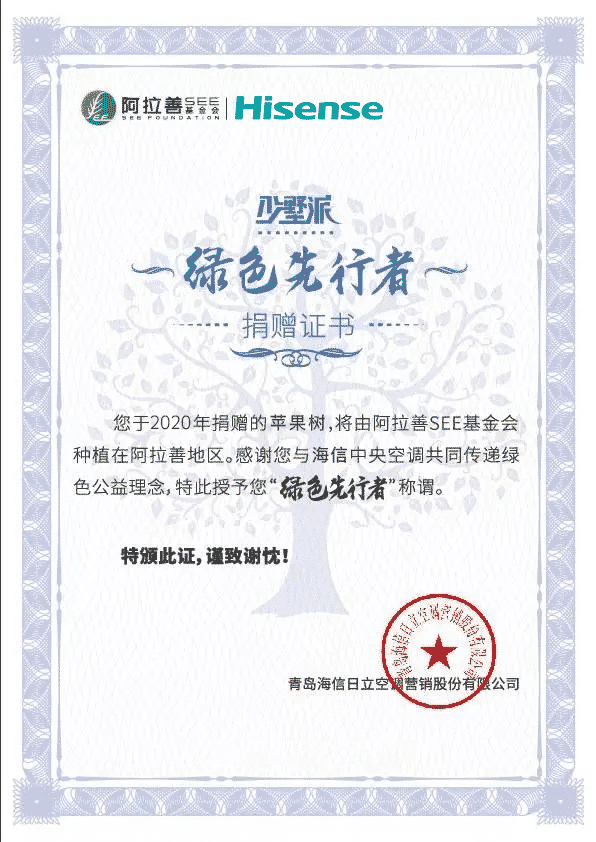 阿拉善SEE基金会
SEE FOUNDATION
Hisense
墅派
绿色先行者
捐赠证书
您于2020年捐赠的苹果树,将由阿拉善SEE基金会
种植在阿拉善地区。感谢您与海信中央空调共同传递绿
色公益理念,特此授予您“绿色先行者”称谓。
特颁此证,谨致谢忱!
青岛海信日立空调营销股份有限公司
青岛海信日立空调营销股份有限公司